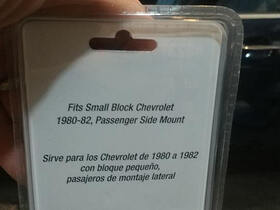 Fits Small Block Chevrolet
1980-82, Passenger Side Mount
Sirve para los Chevrolet de 1980 a 1982
con bloque pequeño,
pasajeros de montaje lateral